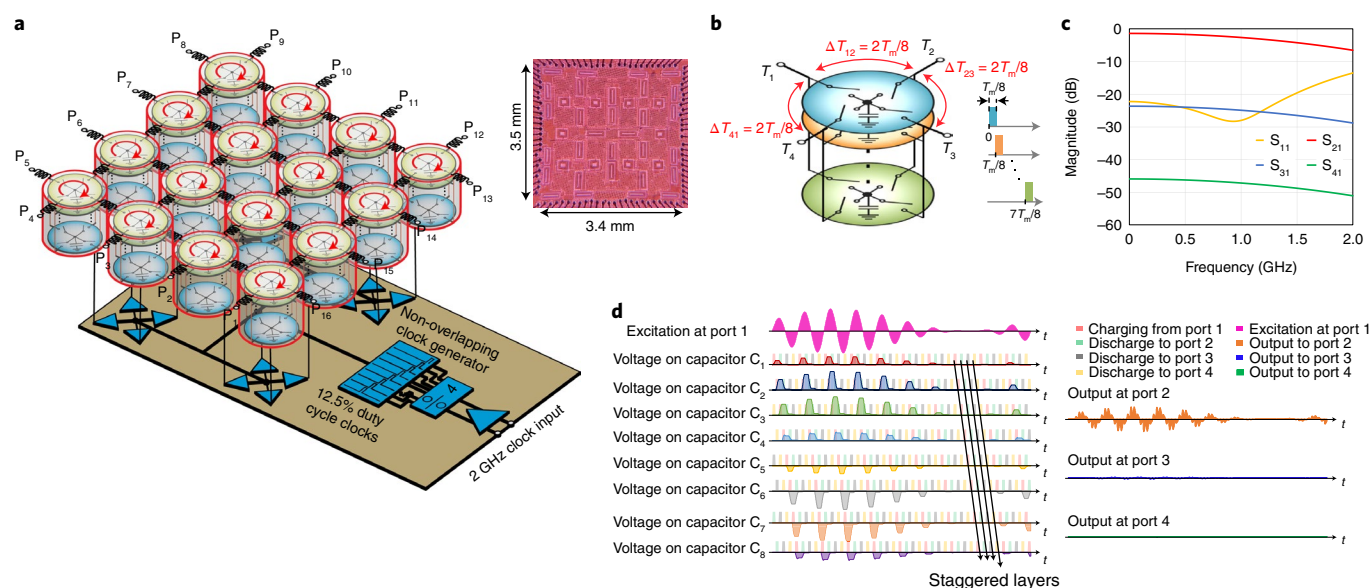 a
P8
P9
P7
P10
P6
P11
P5
P12
P4
P13
P3
P14
P2
P15
P1
P16
Non-overlapping
clock generator
4
12.5% duty
cycle clocks
2 GHz clock input
3.5 mm
3.4 mm
b
ΔT12 = 2Tm/8
T1
T2
ΔT23 = 2Tm/8
ΔT41 = 2Tm/8
T4
T3
Tm/8
0
Tm/8
7Tm/8
c
Magnitude (dB)
0
−10
−20
−30
−40
−50
−60
S11
S21
S31
S41
0
0.5
1.0
1.5
2.0
Frequency (GHz)
d
Excitation at port 1
t
Voltage on capacitor C1
t
Voltage on capacitor C2
t
Voltage on capacitor C3
t
Voltage on capacitor C4
t
Voltage on capacitor C5
t
Voltage on capacitor C6
t
Voltage on capacitor C7
t
Voltage on capacitor C8
t
Staggered layers
Charging from port 1
Discharge to port 2
Discharge to port 3
Discharge to port 4
Excitation at port 1
Output to port 2
Output to port 3
Output to port 4
Output at port 2
t
Output at port 3
t
Output at port 4
t